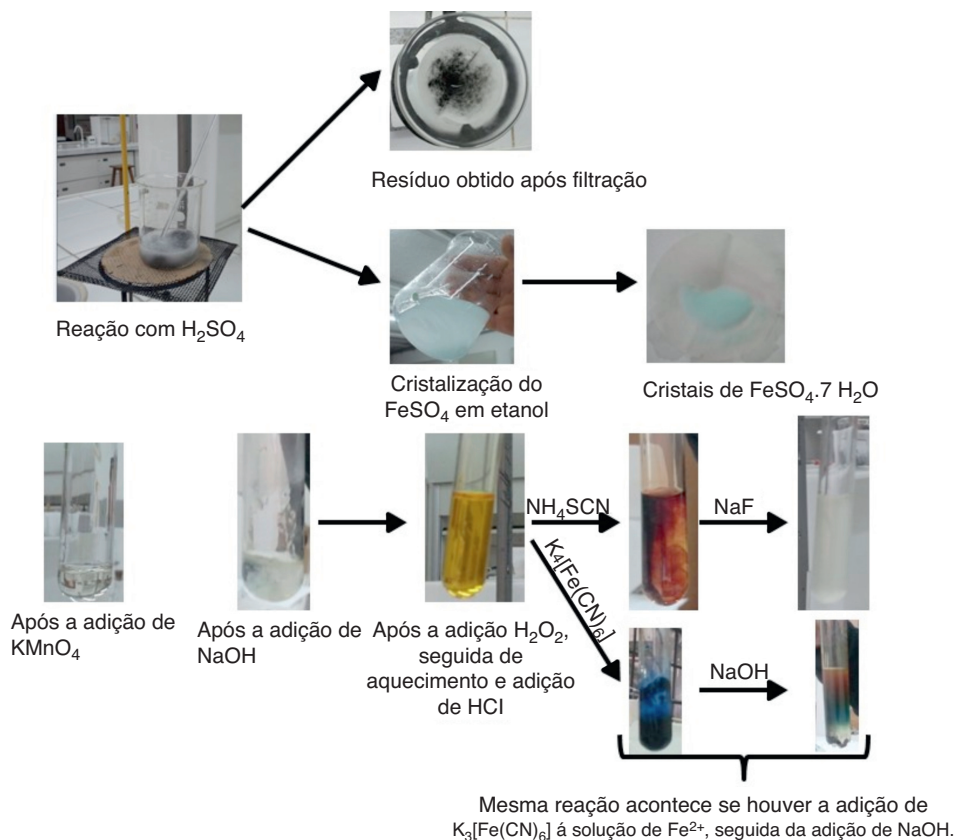 Resíduo obtido após filtração
Reação com H₂SO₄
Cristalização do
FeSO₄ em etanol
Cristais de FeSO₄.7 H₂O
Após a adição de
KMnO₄
Após a adição de
NaOH
Após a adição H₂O₂,
seguida de
aquecimento e adição
de HCl
NH₄SCN
K₄[Fe(CN)₆]
NaF
NaOH
Mesma reação acontece se houver a adição de
K₃[Fe(CN)₆] á solução de Fe²⁺, seguida da adição de NaOH.